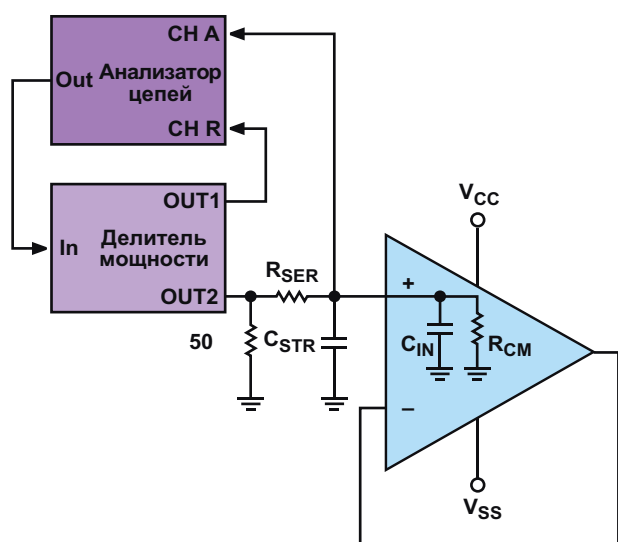 CH A
Out
Анализатор
цепей
CH R
OUT1
In
Делитель
мощности
OUT2
50
RSER
CSTR
VCC
+
CIN
RCM
–
VSS